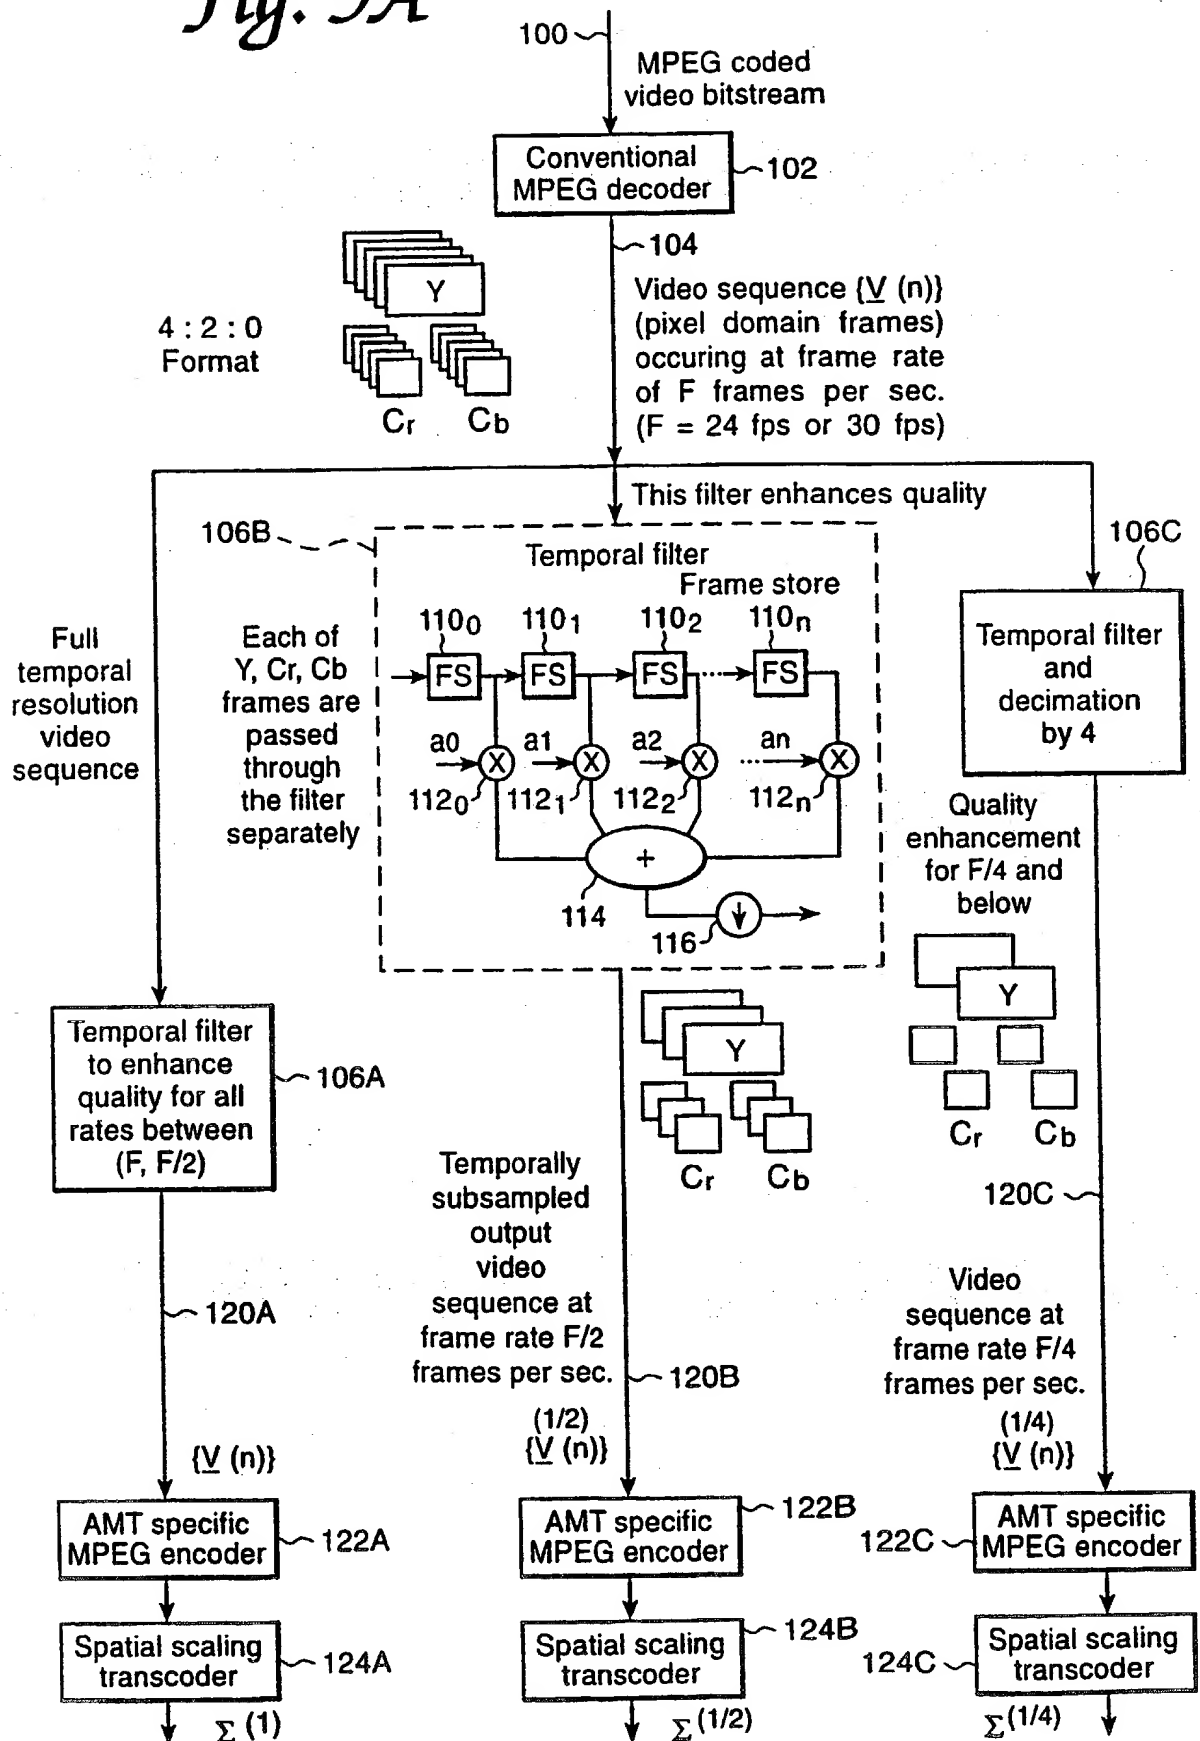 Fig. 5A
100
MPEG coded
video bitstream
Conventional
MPEG decoder
102
104
4 : 2 : 0
Format
Y
Cr
Cb
Video sequence {V (n)}
(pixel domain frames)
occuring at frame rate
of F frames per sec.
(F = 24 fps or 30 fps)
This filter enhances quality
106B
106C
Temporal filter
Frame store
110₀
110₁
110₂
110n
FS
FS
FS
FS
a0
a1
a2
an
X
X
X
X
112₀
112₁
112₂
112n
+
114
116
Full
temporal
resolution
video
sequence
Each of
Y, Cr, Cb
frames are
passed
through
the filter
separately
Temporal filter
and
decimation
by 4
Quality
enhancement
for F/4 and
below
Y
Cr
Cb
Y
Cr
Cb
Temporal filter
to enhance
quality for all
rates between
(F, F/2)
106A
120A
Temporally
subsampled
output
video
sequence at
frame rate F/2
frames per sec.
120B
120C
Video
sequence at
frame rate F/4
frames per sec.
{V (n)}
(1/2)
{V (n)}
(1/4)
{V (n)}
AMT specific
MPEG encoder
122A
AMT specific
MPEG encoder
122B
AMT specific
MPEG encoder
122C
Spatial scaling
transcoder
124A
Spatial scaling
transcoder
124B
Spatial scaling
transcoder
124C
Σ (1)
Σ (1/2)
Σ (1/4)